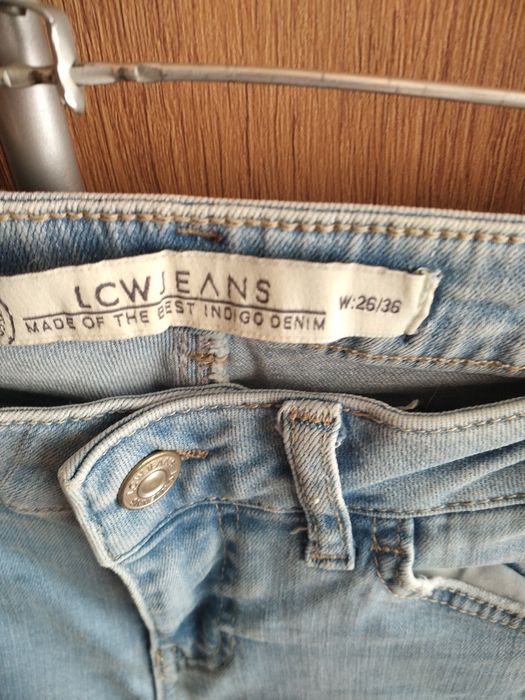 LCW JEANS
MADE OF THE BEST INDIGO DENIM
W:26/36